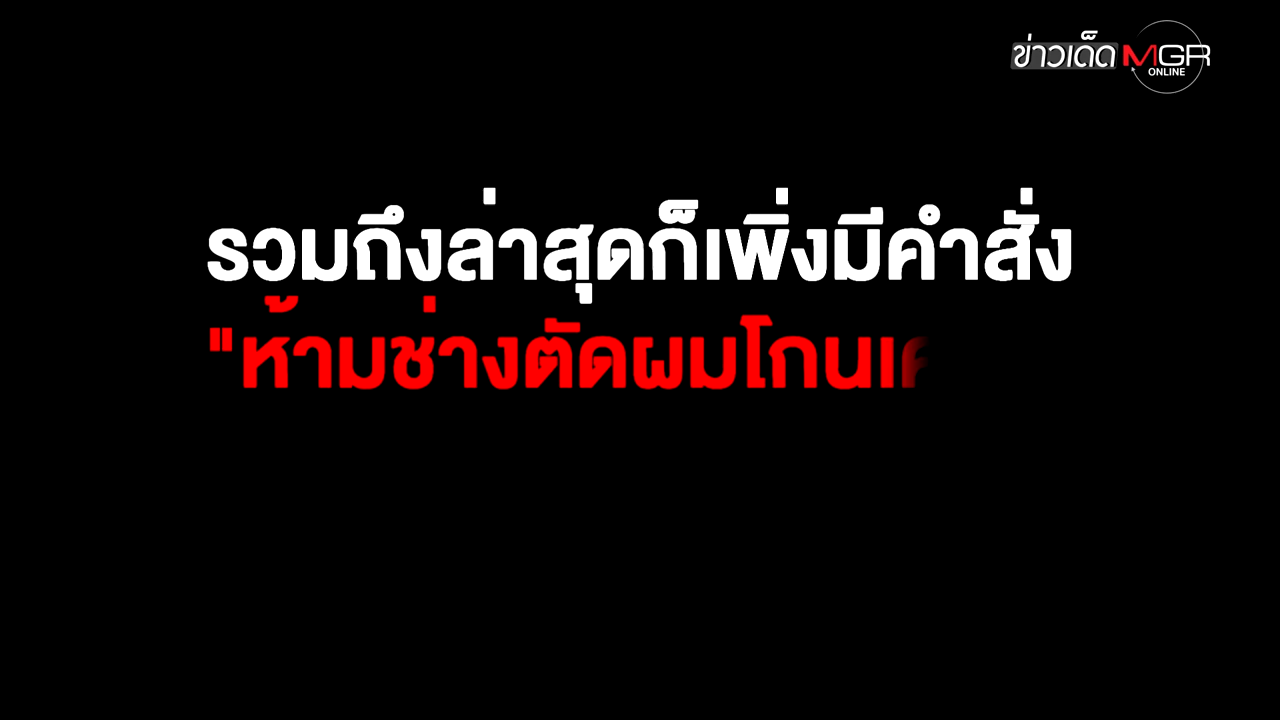 ข่าวเด็ด MGR ONLINE
รวมถึงล่าสุดก็เพิ่งมีคำสั่ง
"ห้ามช่างตัดผมโกนเ